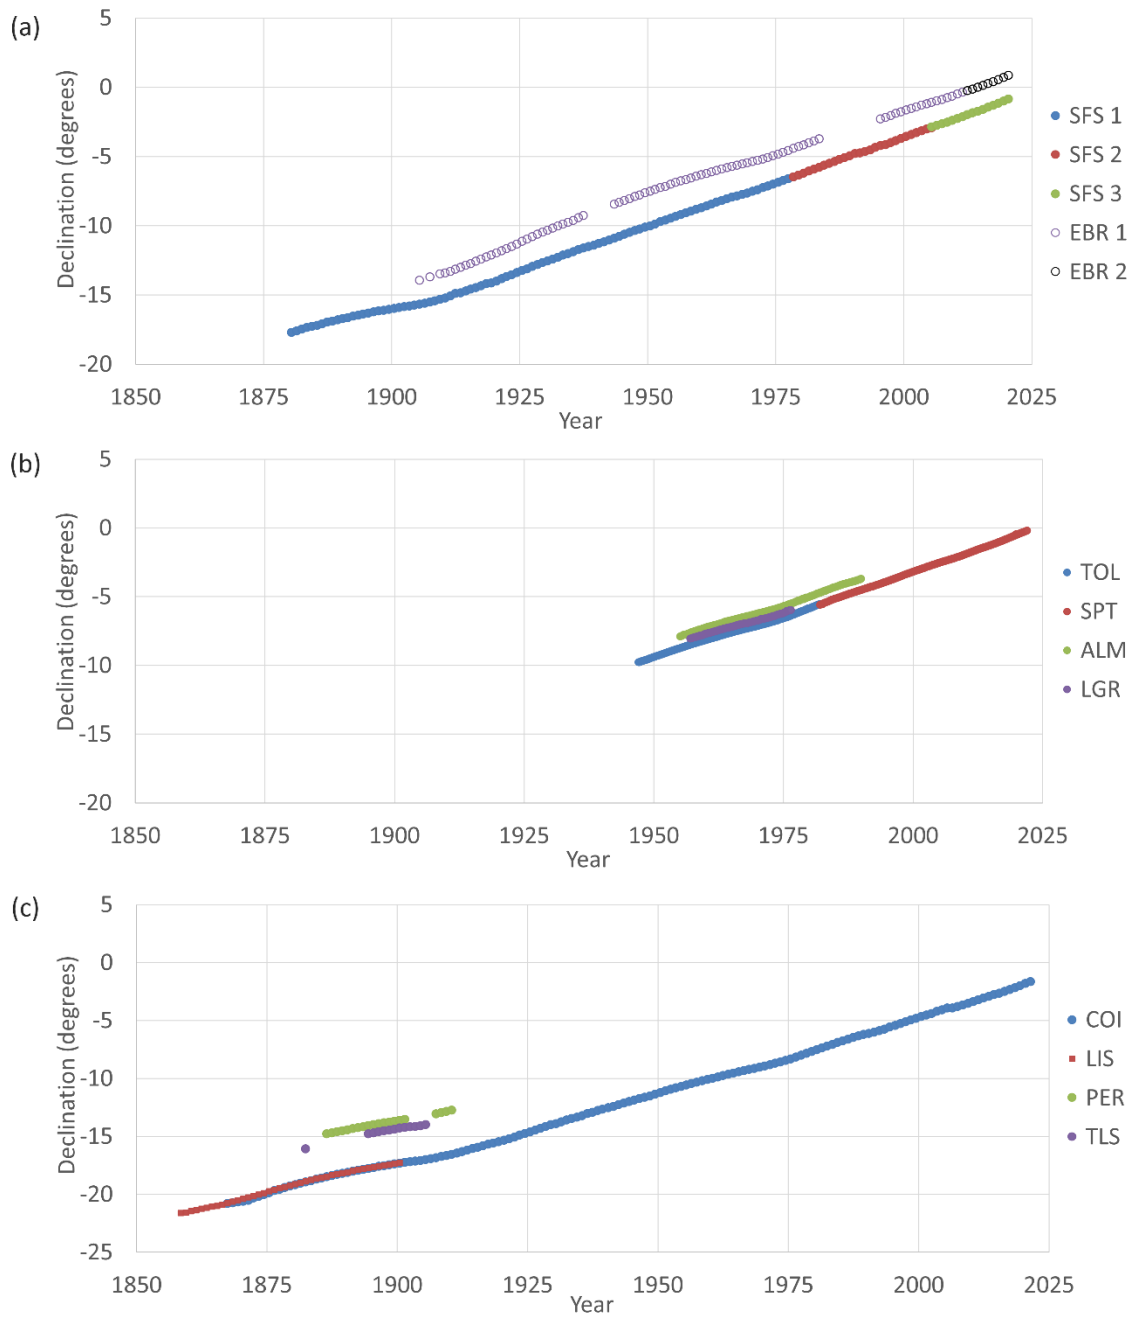 (a)
Declination (degrees)
5
0
-5
-10
-15
-20
1850 1875 1900 1925 1950 1975 2000 2025
Year
SFS 1
SFS 2
SFS 3
EBR 1
EBR 2
(b)
Declination (degrees)
5
0
-5
-10
-15
-20
1850 1875 1900 1925 1950 1975 2000 2025
Year
TOL
SPT
ALM
LGR
(c)
Declination (degrees)
5
0
-5
-10
-15
-20
-25
1850 1875 1900 1925 1950 1975 2000 2025
Year
COI
LIS
PER
TLS